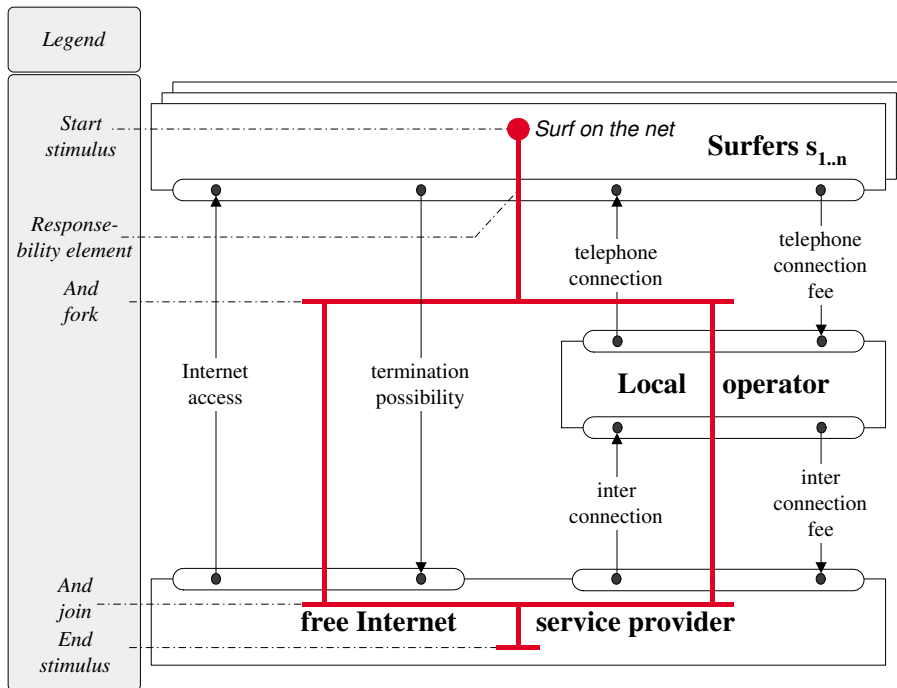 Legend
Start
stimulus
Surf on the net
Surfers s1..n
Response-
bility element
telephone
connection
telephone
connection
fee
And
fork
Internet
access
termination
possibility
Local operator
inter
connection
inter
connection
fee
And
join
free Internet service provider
End
stimulus